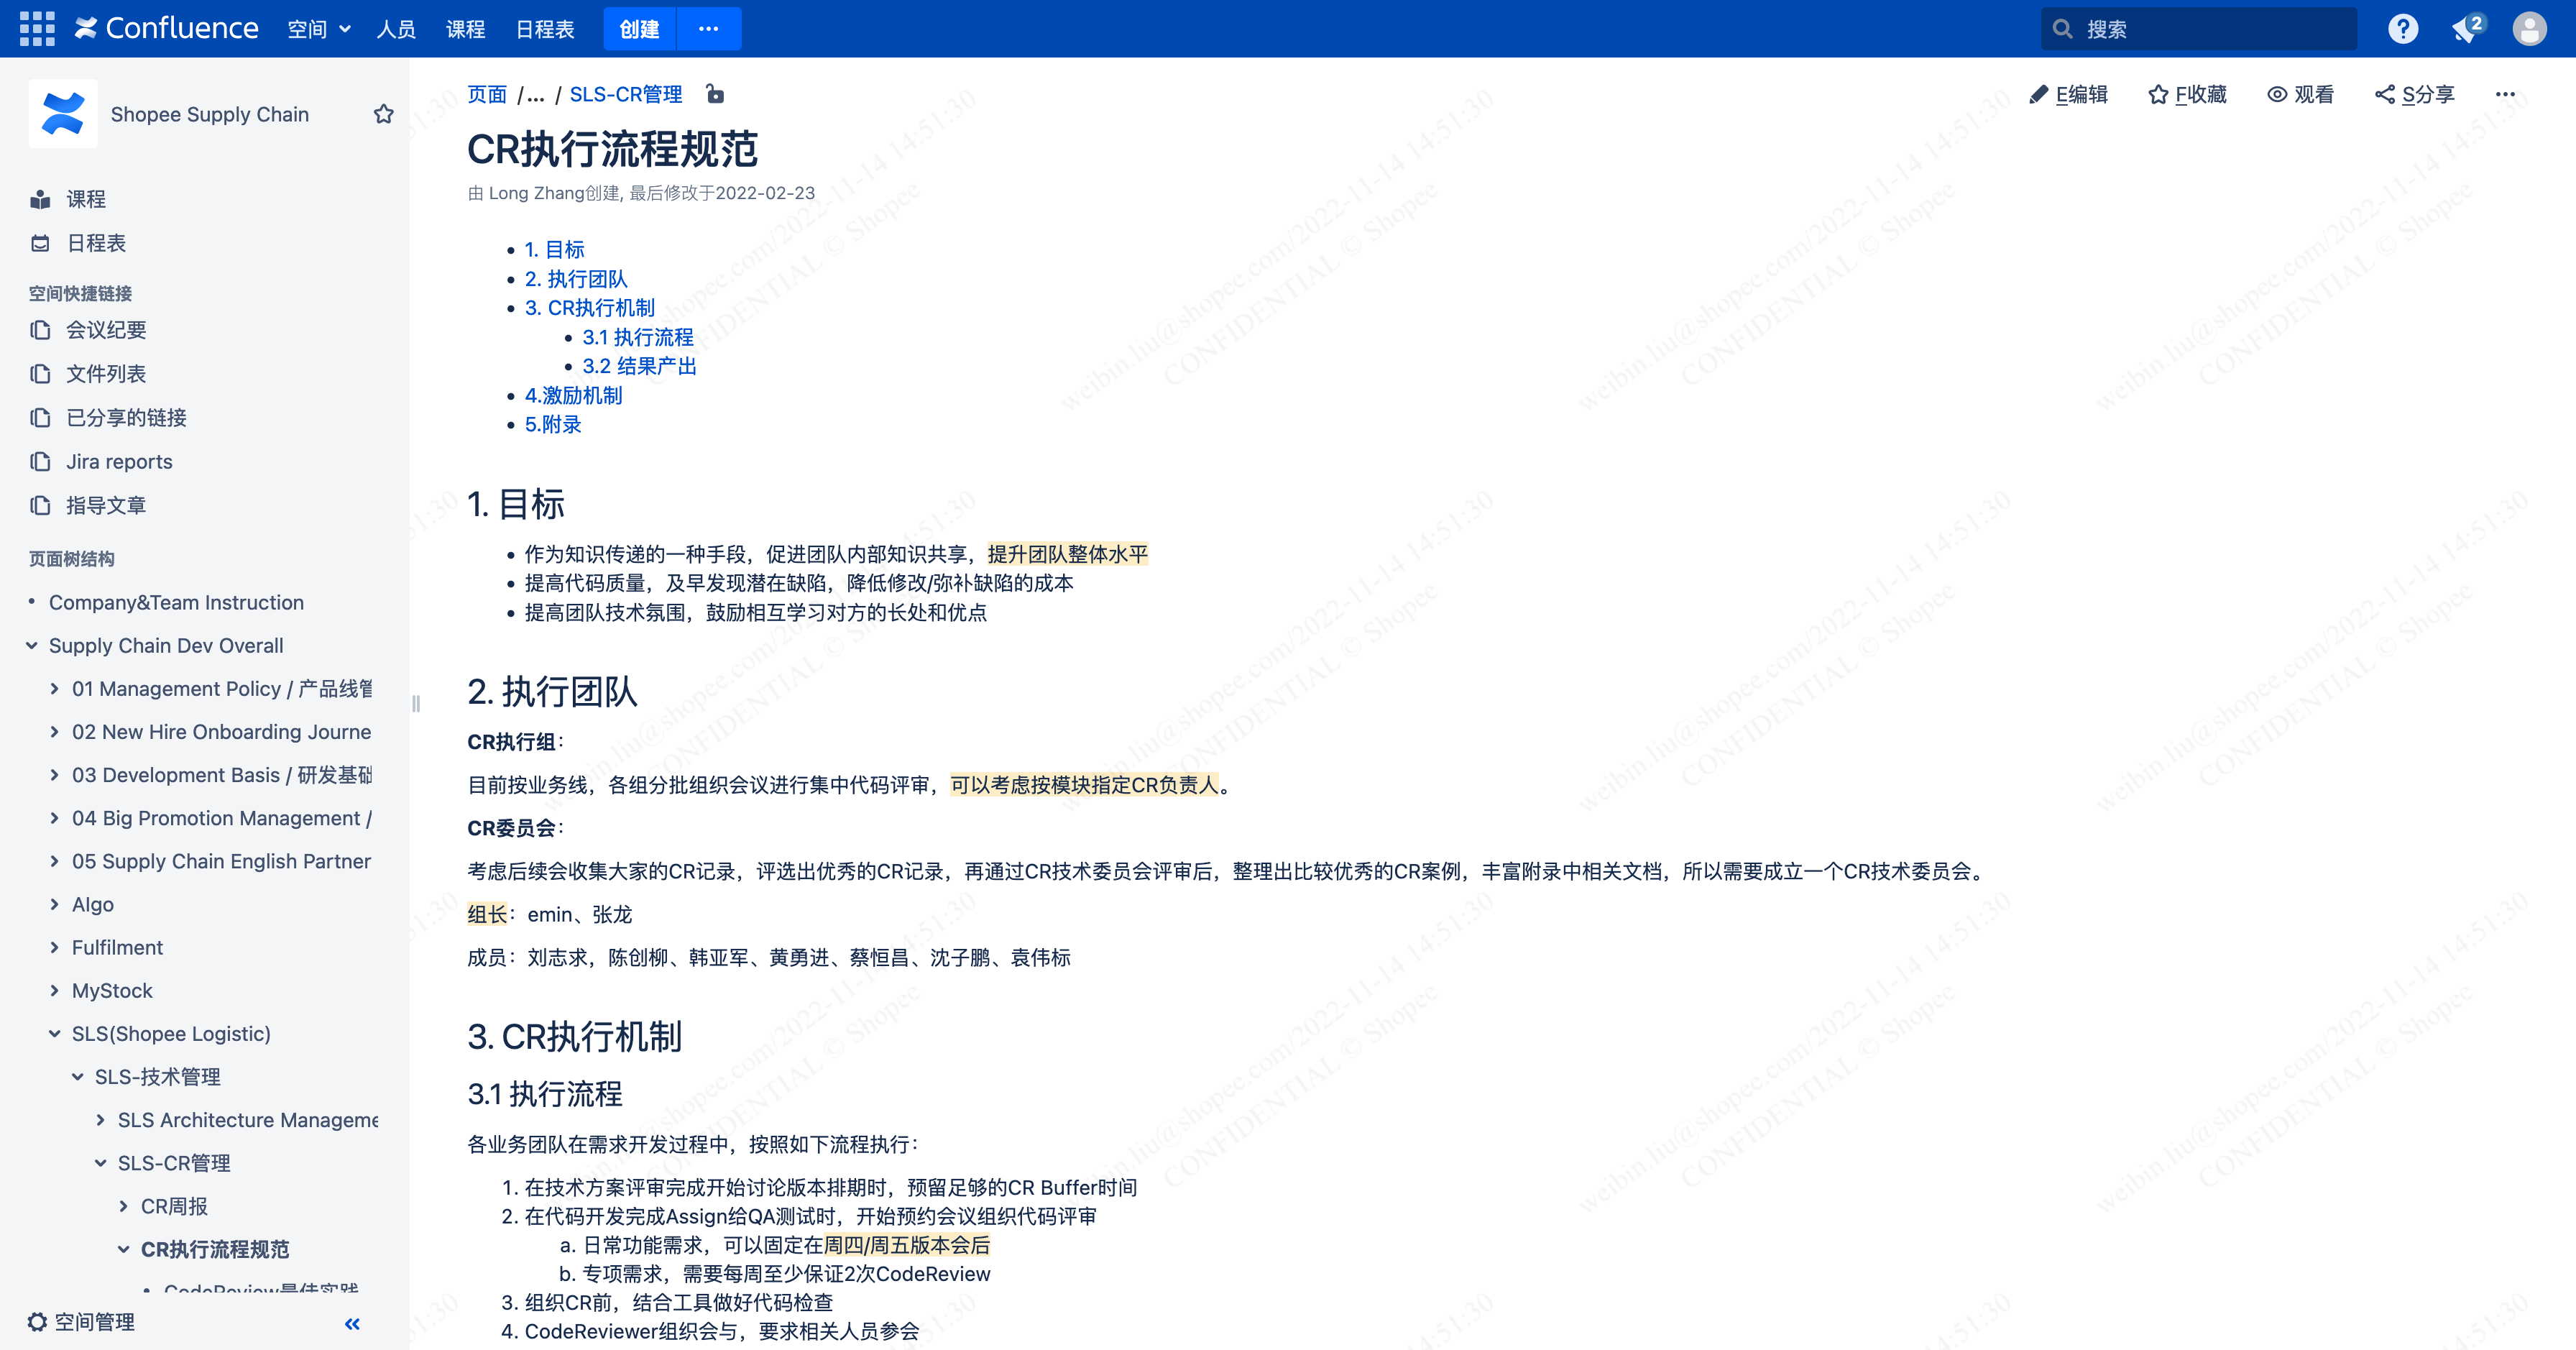 Confluence 空间 人员 课程 日程表 创建 ··· 搜索 2
Shopee Supply Chain
课程
日程表
空间快捷链接
会议纪要
文件列表
已分享的链接
Jira reports
指导文章
页面树结构
Company&Team Instruction
Supply Chain Dev Overall
01 Management Policy / 产品线管
02 New Hire Onboarding Journe
03 Development Basis / 研发基础
04 Big Promotion Management /
05 Supply Chain English Partner
Algo
Fulfilment
MyStock
SLS(Shopee Logistic)
SLS-技术管理
SLS Architecture Manageme
SLS-CR管理
CR周报
CR执行流程规范
CodeReview最佳实践
空间管理 «
页面 /... / SLS-CR管理
E编辑 F收藏 观看 S分享 ···
CR执行流程规范
由 Long Zhang创建, 最后修改于2022-02-23
• 1. 目标
• 2. 执行团队
• 3. CR执行机制
• 3.1 执行流程
• 3.2 结果产出
• 4.激励机制
• 5.附录
1. 目标
• 作为知识传递的一种手段，促进团队内部知识共享，提升团队整体水平
• 提高代码质量，及早发现潜在缺陷，降低修改/弥补缺陷的成本
• 提高团队技术氛围，鼓励相互学习对方的长处和优点
2. 执行团队
CR执行组：
目前按业务线，各组分批组织会议进行集中代码评审，可以考虑按模块指定CR负责人。
CR委员会：
考虑后续会收集大家的CR记录，评选出优秀的CR记录，再通过CR技术委员会评审后，整理出比较优秀的CR案例，丰富附录中相关文档，所以需要成立一个CR技术委员会。
组长：emin、张龙
成员：刘志求，陈创柳、韩亚军、黄勇进、蔡恒昌、沈子鹏、袁伟标
3. CR执行机制
3.1 执行流程
各业务团队在需求开发过程中，按照如下流程执行：
1. 在技术方案评审完成开始讨论版本排期时，预留足够的CR Buffer时间
2. 在代码开发完成Assign给QA测试时，开始预约会议组织代码评审
a. 日常功能需求，可以固定在周四/周五版本会后
b. 专项需求，需要每周至少保证2次CodeReview
3. 组织CR前，结合工具做好代码检查
4. CodeReviewer组织会与，要求相关人员参会
weibin.liu@shopee.com/2022-11-14 14:51:30
CONFIDENTIAL © Shopee